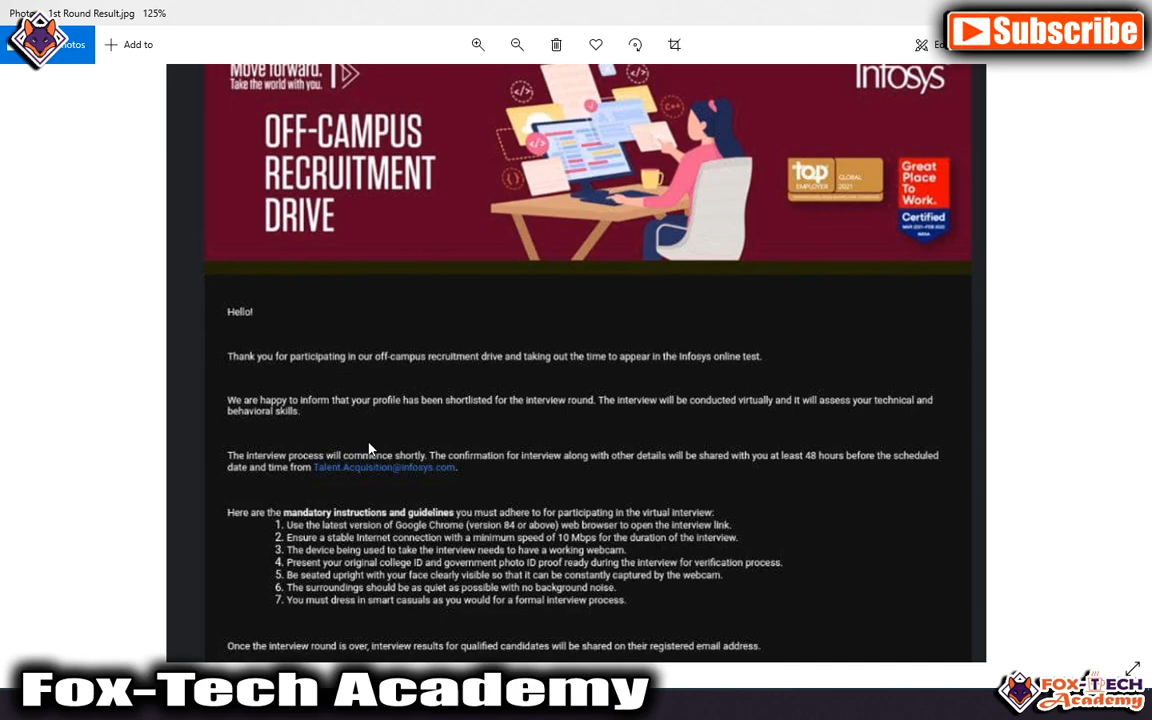 1st Round Result.jpg 125%
Subscribe
Add to
Move forward.
Take the world with you.
Infosys
OFF-CAMPUS
RECRUITMENT
DRIVE
top
EMPLOYER
GLOBAL
2021
Great
Place
To
Work.
Certified
INDIA
Hello!
Thank you for participating in our off-campus recruitment drive and taking out the time to appear in the Infosys online test.
We are happy to inform that your profile has been shortlisted for the interview round. The interview will be conducted virtually and it will assess your technical and
behavioral skills.
The interview process will commence shortly. The confirmation for interview along with other details will be shared with you at least 48 hours before the scheduled
date and time from Talent.Acquisition@infosys.com.
Here are the mandatory instructions and guidelines you must adhere to for participating in the virtual interview:
1. Use the latest version of Google Chrome (version 84 or above) web browser to open the interview link.
2. Ensure a stable Internet connection with a minimum speed of 10 Mbps for the duration of the interview.
3. The device being used to take the interview needs to have a working webcam.
4. Present your original college ID and government photo ID proof ready during the interview for verification process.
5. Be seated upright with your face clearly visible so that it can be constantly captured by the webcam.
6. The surroundings should be as quiet as possible with no background noise.
7. You must dress in smart casuals as you would for a formal interview process.
Once the interview round is over, interview results for qualified candidates will be shared on their registered email address.
Fox-Tech Academy
FOX-TECH
Academy